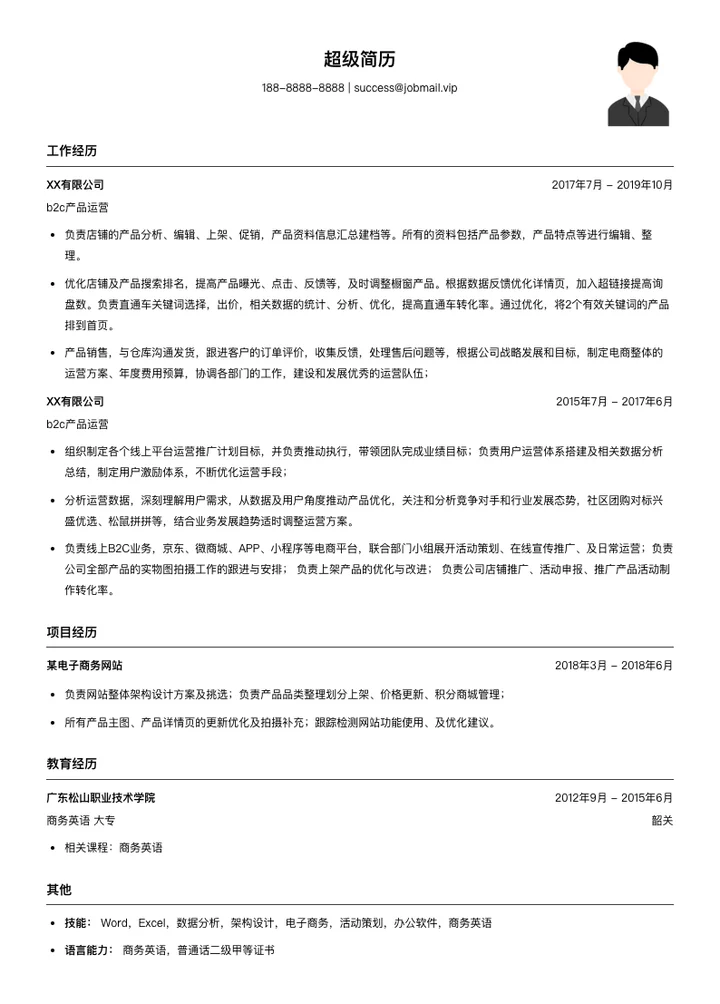 超级简历
188-8888-8888 | success@jobmail.vip
工作经历
XX有限公司 2017年7月 – 2019年10月
b2c产品运营
• 负责店铺的产品分析、编辑、上架、促销，产品资料信息汇总建档等。所有的资料包括产品参数，产品特点等进行编辑、整
理。
• 优化店铺及产品搜索排名，提高产品曝光、点击、反馈等，及时调整橱窗产品。根据数据反馈优化详情页，加入超链接提高询
盘数。负责直通车关键词选择，出价，相关数据的统计、分析、优化，提高直通车转化率。通过优化，将2个有效关键词的产品
排到首页。
• 产品销售，与仓库沟通发货，跟进客户的订单评价，收集反馈，处理售后问题等，根据公司战略发展和目标，制定电商整体的
运营方案、年度费用预算，协调各部门的工作，建设和发展优秀的运营队伍；
XX有限公司 2015年7月 – 2017年6月
b2c产品运营
• 组织制定各个线上平台运营推广计划目标，并负责推动执行，带领团队完成业绩目标；负责用户运营体系搭建及相关数据分析
总结，制定用户激励体系，不断优化运营手段；
• 分析运营数据，深刻理解用户需求，从数据及用户角度推动产品优化，关注和分析竞争对手和行业发展态势，社区团购对标兴
盛优选、松鼠拼拼等，结合业务发展趋势适时调整运营方案。
• 负责线上B2C业务，京东、微商城、APP、小程序等电商平台，联合部门小组展开活动策划、在线宣传推广、及日常运营；负责
公司全部产品的实物图拍摄工作的跟进与安排； 负责上架产品的优化与改进； 负责公司店铺推广、活动申报、推广产品活动制
作转化率。
项目经历
某电子商务网站 2018年3月 – 2018年6月
• 负责网站整体架构设计方案及挑选；负责产品品类整理划分上架、价格更新、积分商城管理；
• 所有产品主图、产品详情页的更新优化及拍摄补充；跟踪检测网站功能使用、及优化建议。
教育经历
广东松山职业技术学院 2012年9月 – 2015年6月
商务英语 大专 韶关
• 相关课程：商务英语
其他
• 技能： Word，Excel，数据分析，架构设计，电子商务，活动策划，办公软件，商务英语
• 语言能力： 商务英语，普通话二级甲等证书